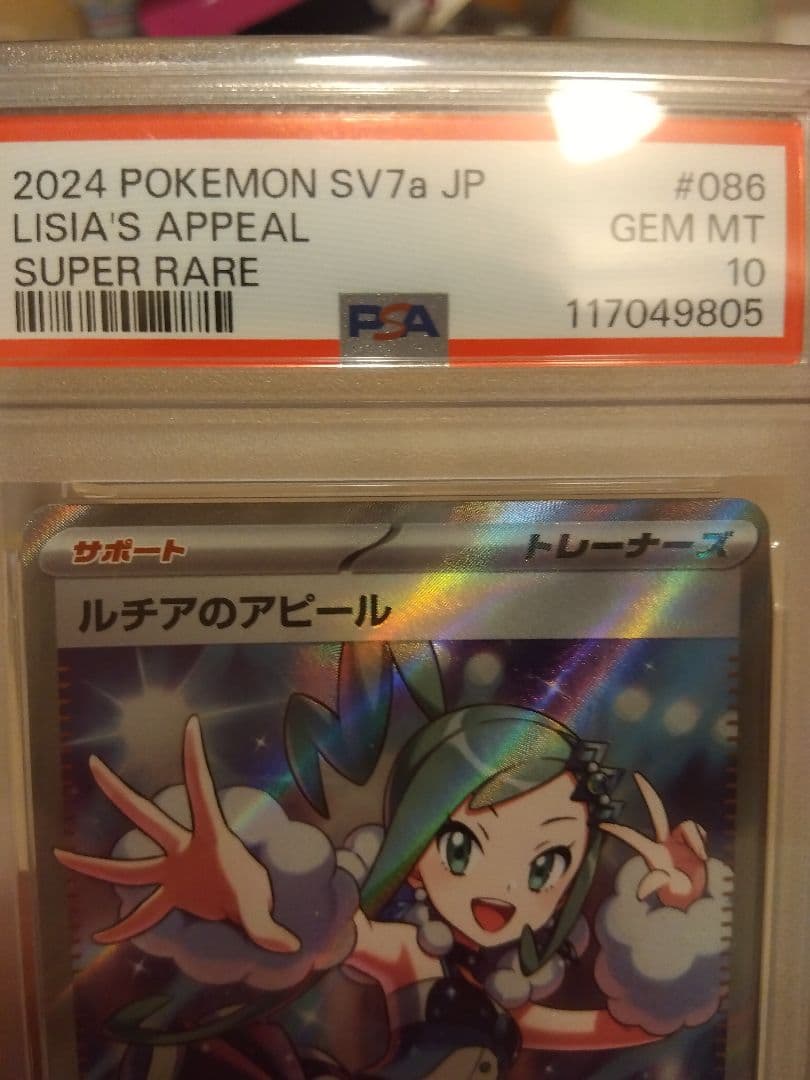 2024 POKEMON SV7a JP #086
LISIA'S APPEAL GEM MT
SUPER RARE 10
PSA 117049805
サポート トレーナーズ
ルチアのアピール